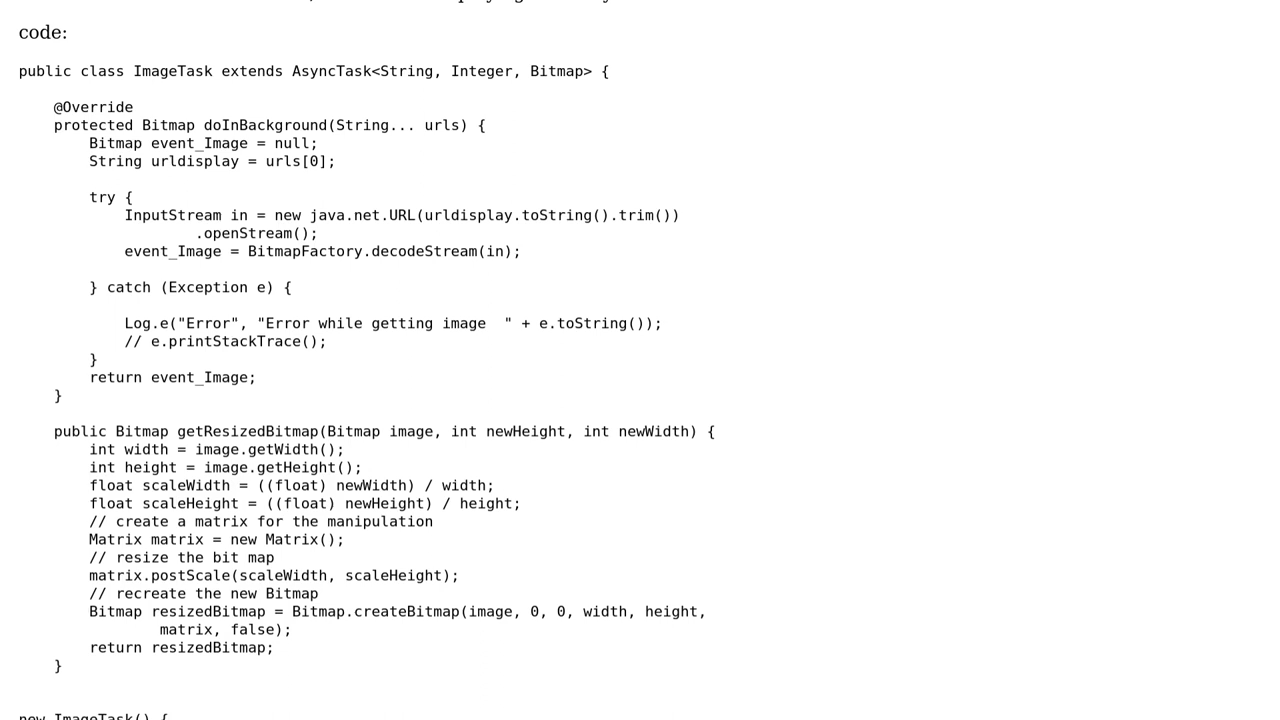 code:
public class ImageTask extends AsyncTask<String, Integer, Bitmap> {
@Override
protected Bitmap doInBackground(String... urls) {
Bitmap event_Image = null;
String urldisplay = urls[0];
try {
InputStream in = new java.net.URL(urldisplay.toString().trim())
.openStream();
event_Image = BitmapFactory.decodeStream(in);
} catch (Exception e) {
Log.e("Error", "Error while getting image  " + e.toString());
// e.printStackTrace();
}
return event_Image;
}
public Bitmap getResizedBitmap(Bitmap image, int newHeight, int newWidth) {
int width = image.getWidth();
int height = image.getHeight();
float scaleWidth = ((float) newWidth) / width;
float scaleHeight = ((float) newHeight) / height;
// create a matrix for the manipulation
Matrix matrix = new Matrix();
// resize the bit map
matrix.postScale(scaleWidth, scaleHeight);
// recreate the new Bitmap
Bitmap resizedBitmap = Bitmap.createBitmap(image, 0, 0, width, height,
matrix, false);
return resizedBitmap;
}
new ImageTask() {